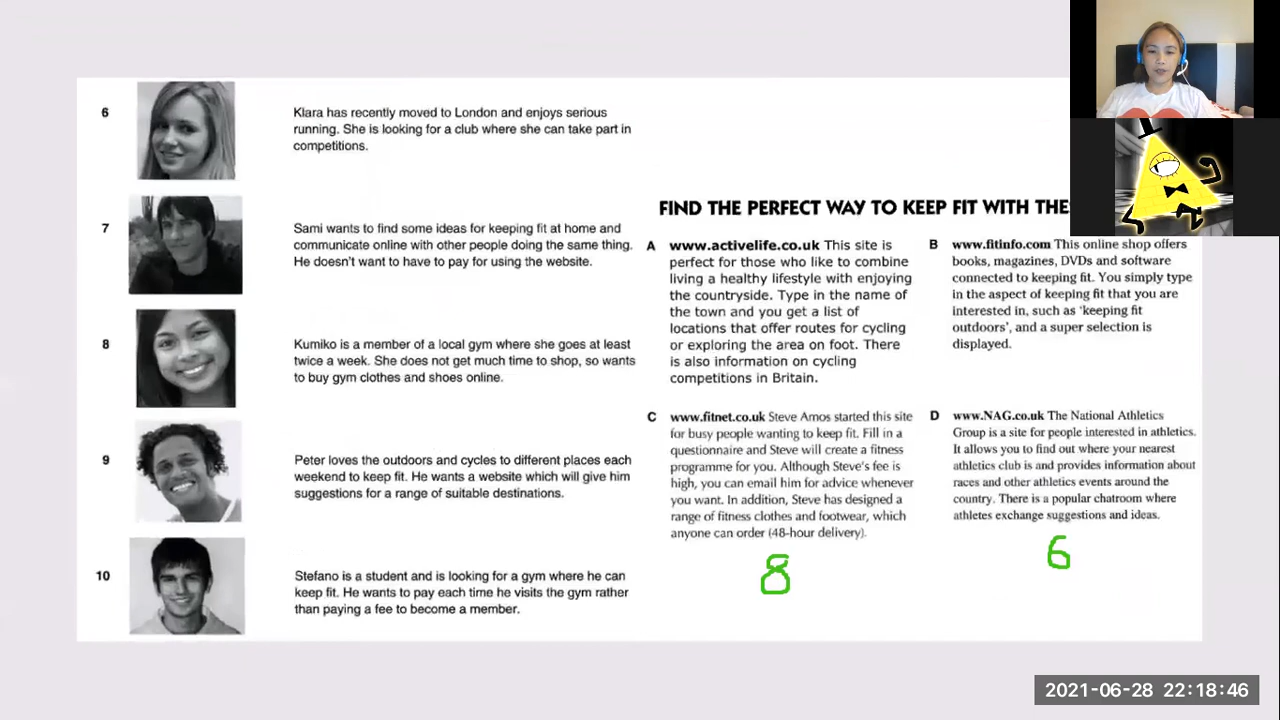 6
Klara has recently moved to London and enjoys serious
running. She is looking for a club where she can take part in
competitions.
7
Sami wants to find some ideas for keeping fit at home and
communicate online with other people doing the same thing.
He doesn't want to have to pay for using the website.
8
Kumiko is a member of a local gym where she goes at least
twice a week. She does not get much time to shop, so wants
to buy gym clothes and shoes online.
9
Peter loves the outdoors and cycles to different places each
weekend to keep fit. He wants a website which will give him
suggestions for a range of suitable destinations.
10
Stefano is a student and is looking for a gym where he can
keep fit. He wants to pay each time he visits the gym rather
than paying a fee to become a member.
FIND THE PERFECT WAY TO KEEP FIT WITH THE
A
www.activelife.co.uk This site is
perfect for those who like to combine
living a healthy lifestyle with enjoying
the countryside. Type in the name of
the town and you get a list of
locations that offer routes for cycling
or exploring the area on foot. There
is also information on cycling
competitions in Britain.
B
www.fitinfo.com This online shop offers
books, magazines, DVDs and software
connected to keeping fit. You simply type
in the aspect of keeping fit that you are
interested in, such as 'keeping fit
outdoors', and a super selection is
displayed.
C
www.fitnet.co.uk Steve Amos started this site
for busy people wanting to keep fit. Fill in a
questionnaire and Steve will create a fitness
programme for you. Although Steve's fee is
high, you can email him for advice whenever
you want. In addition, Steve has designed a
range of fitness clothes and footwear, which
anyone can order (48-hour delivery).
8
D
www.NAG.co.uk The National Athletics
Group is a site for people interested in athletics.
It allows you to find out where your nearest
athletics club is and provides information about
races and other athletics events around the
country. There is a popular chatroom where
athletes exchange suggestions and ideas.
6
2021-06-28 22:18:46